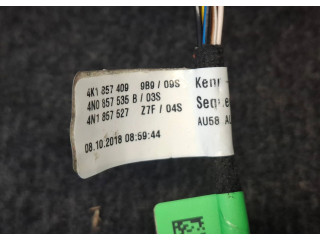 4K1 857 409 9B9 / 09S
4N0 857 535 B / 03S
4N1 857 527 Z7F / 04S
08.10.2018 08:59:44
Kenn
AU58